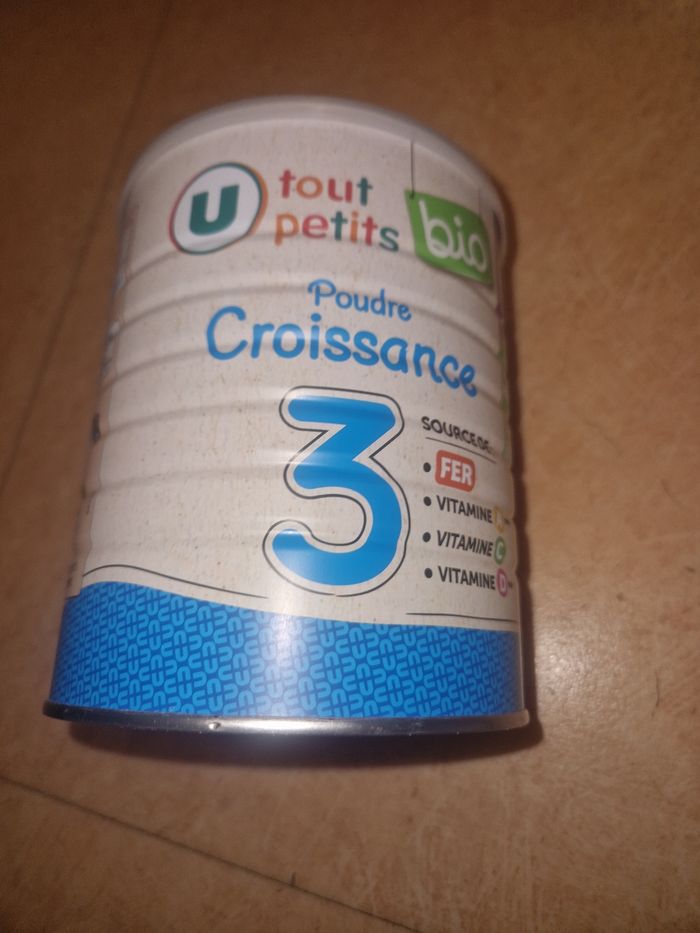 U
tout
petits
bio
Poudre
Croissance
3
SOURCE DE
• FER
• VITAMINE
• VITAMINE C
• VITAMINE D